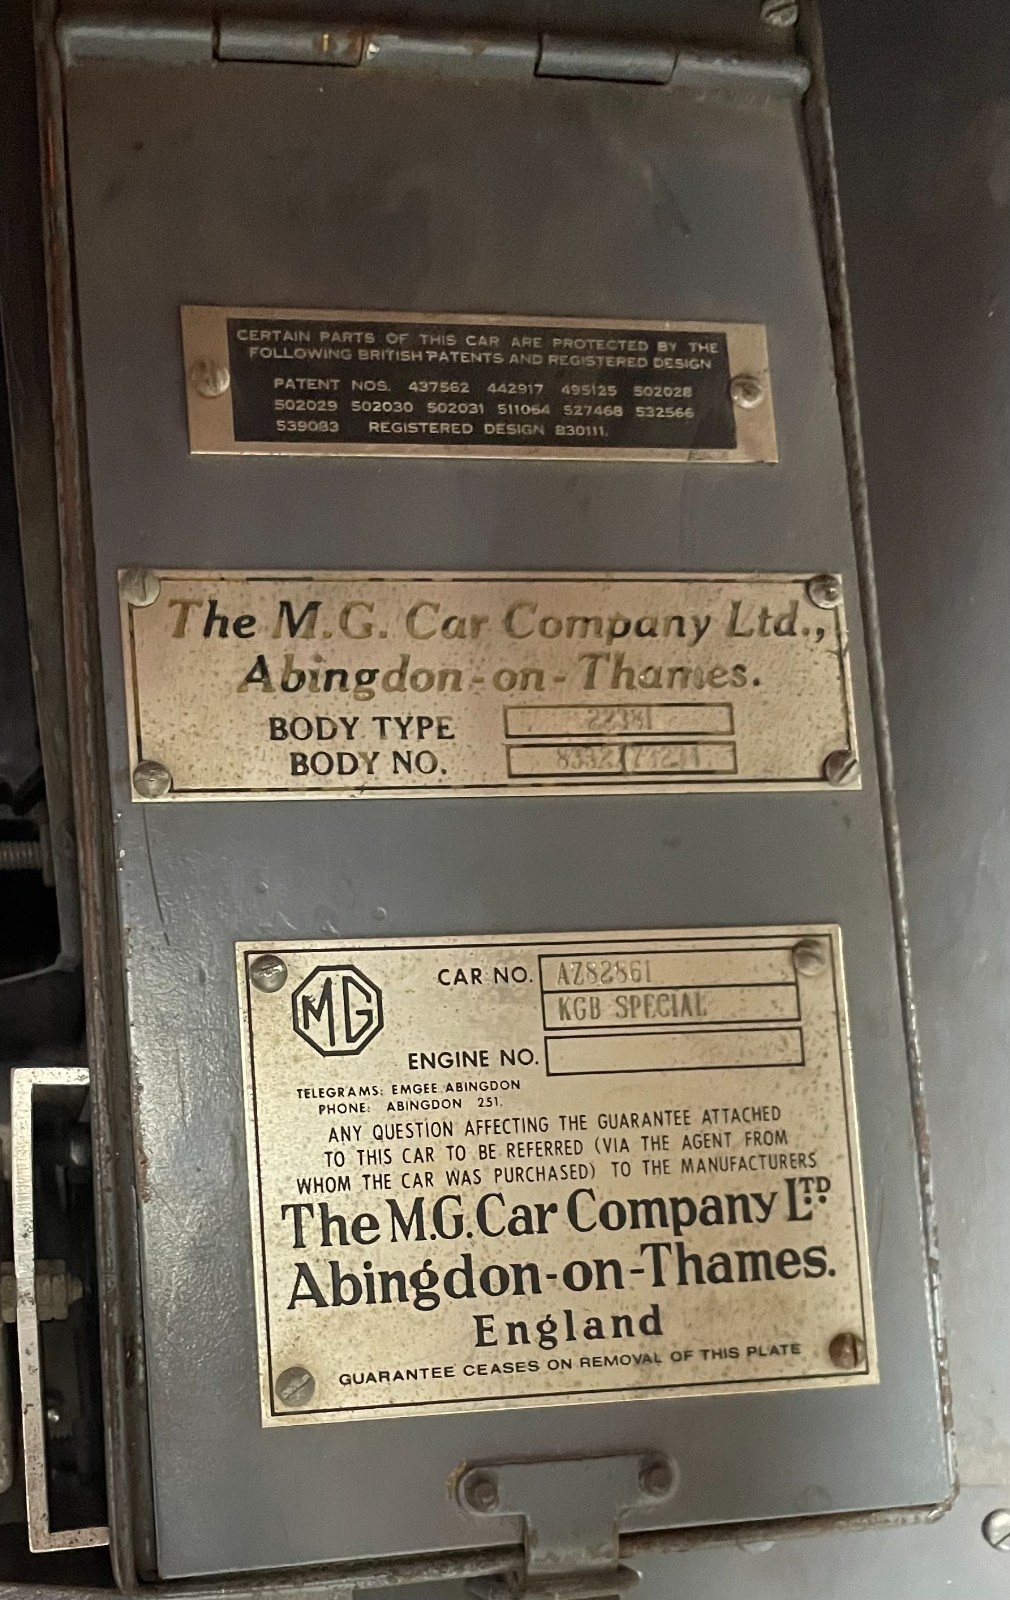 CERTAIN PARTS OF THIS CAR ARE PROTECTED BY THE
FOLLOWING BRITISH PATENTS AND REGISTERED DESIGN
PATENT NOS. 437562 442917 495125 502028
502029 502030 502031 511064 527468 532566
539083 REGISTERED DESIGN 830111.
The M.G. Car Company Ltd.,
Abingdon-on-Thames.
BODY TYPE 22381
BODY NO.
MG
CAR NO. AZ82861
KGB SPECIAL
ENGINE NO.
TELEGRAMS: EMGEE ABINGDON
PHONE: ABINGDON 251.
ANY QUESTION AFFECTING THE GUARANTEE ATTACHED
TO THIS CAR TO BE REFERRED (VIA THE AGENT FROM
WHOM THE CAR WAS PURCHASED) TO THE MANUFACTURERS
The M.G. Car Company LTD.
Abingdon-on-Thames.
England
GUARANTEE CEASES ON REMOVAL OF THIS PLATE